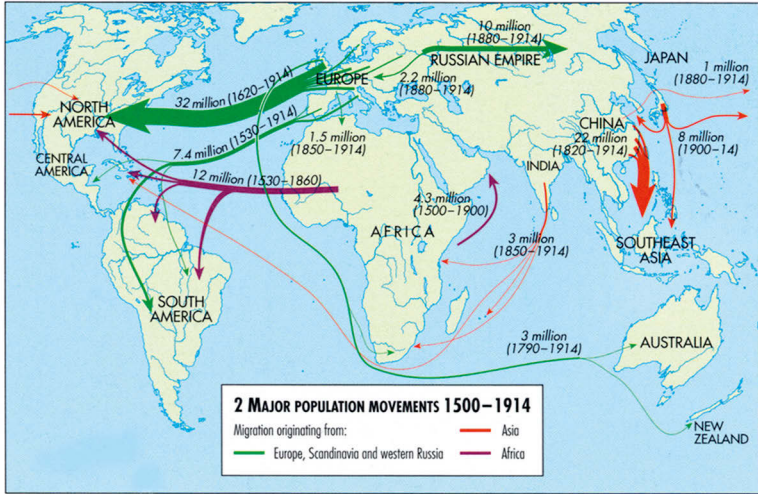 10 million
(1880–1914)
RUSSIAN EMPIRE
JAPAN
1 million
(1880–1914)
EUROPE
2.2 million
(1880–1914)
32 million (1620–1914)
NORTH
AMERICA
7.4 million (1530–1914)
1.5 million
(1850–1914)
CHINA
22 million
(1820–1914)
8 million
(1900–14)
CENTRAL
AMERICA
INDIA
12 million (1530–1860)
4.3 million
(1500–1900)
AFRICA
3 million
(1850–1914)
SOUTHEAST
ASIA
SOUTH
AMERICA
3 million
(1790–1914)
AUSTRALIA
NEW
ZEALAND
2 MAJOR POPULATION MOVEMENTS 1500–1914
Migration originating from:
Asia
Europe, Scandinavia and western Russia
Africa